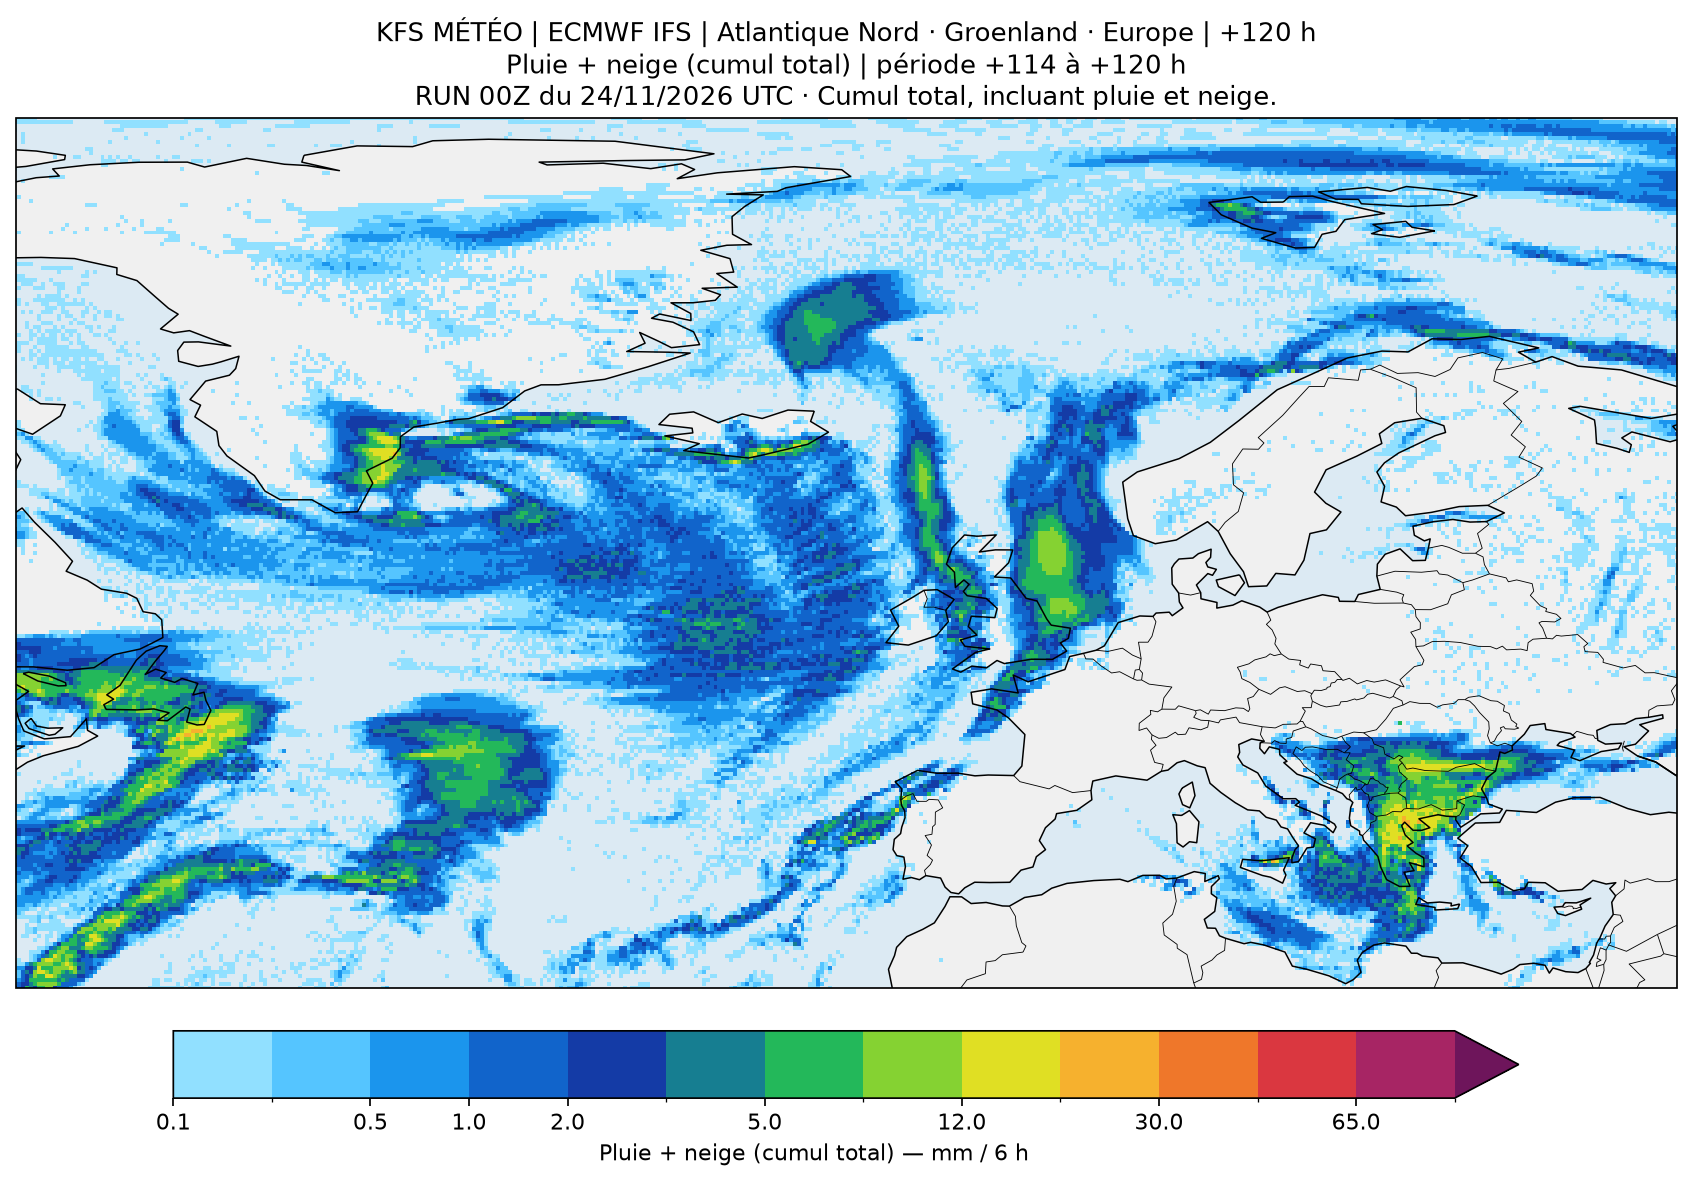 KFS MÉTÉO | ECMWF IFS | Atlantique Nord · Groenland · Europe | +120 h
Pluie + neige (cumul total) | période +114 à +120 h
RUN 00Z du 24/11/2026 UTC · Cumul total, incluant pluie et neige.
0.1 0.5 1.0 2.0 5.0 12.0 30.0 65.0
Pluie + neige (cumul total) — mm / 6 h